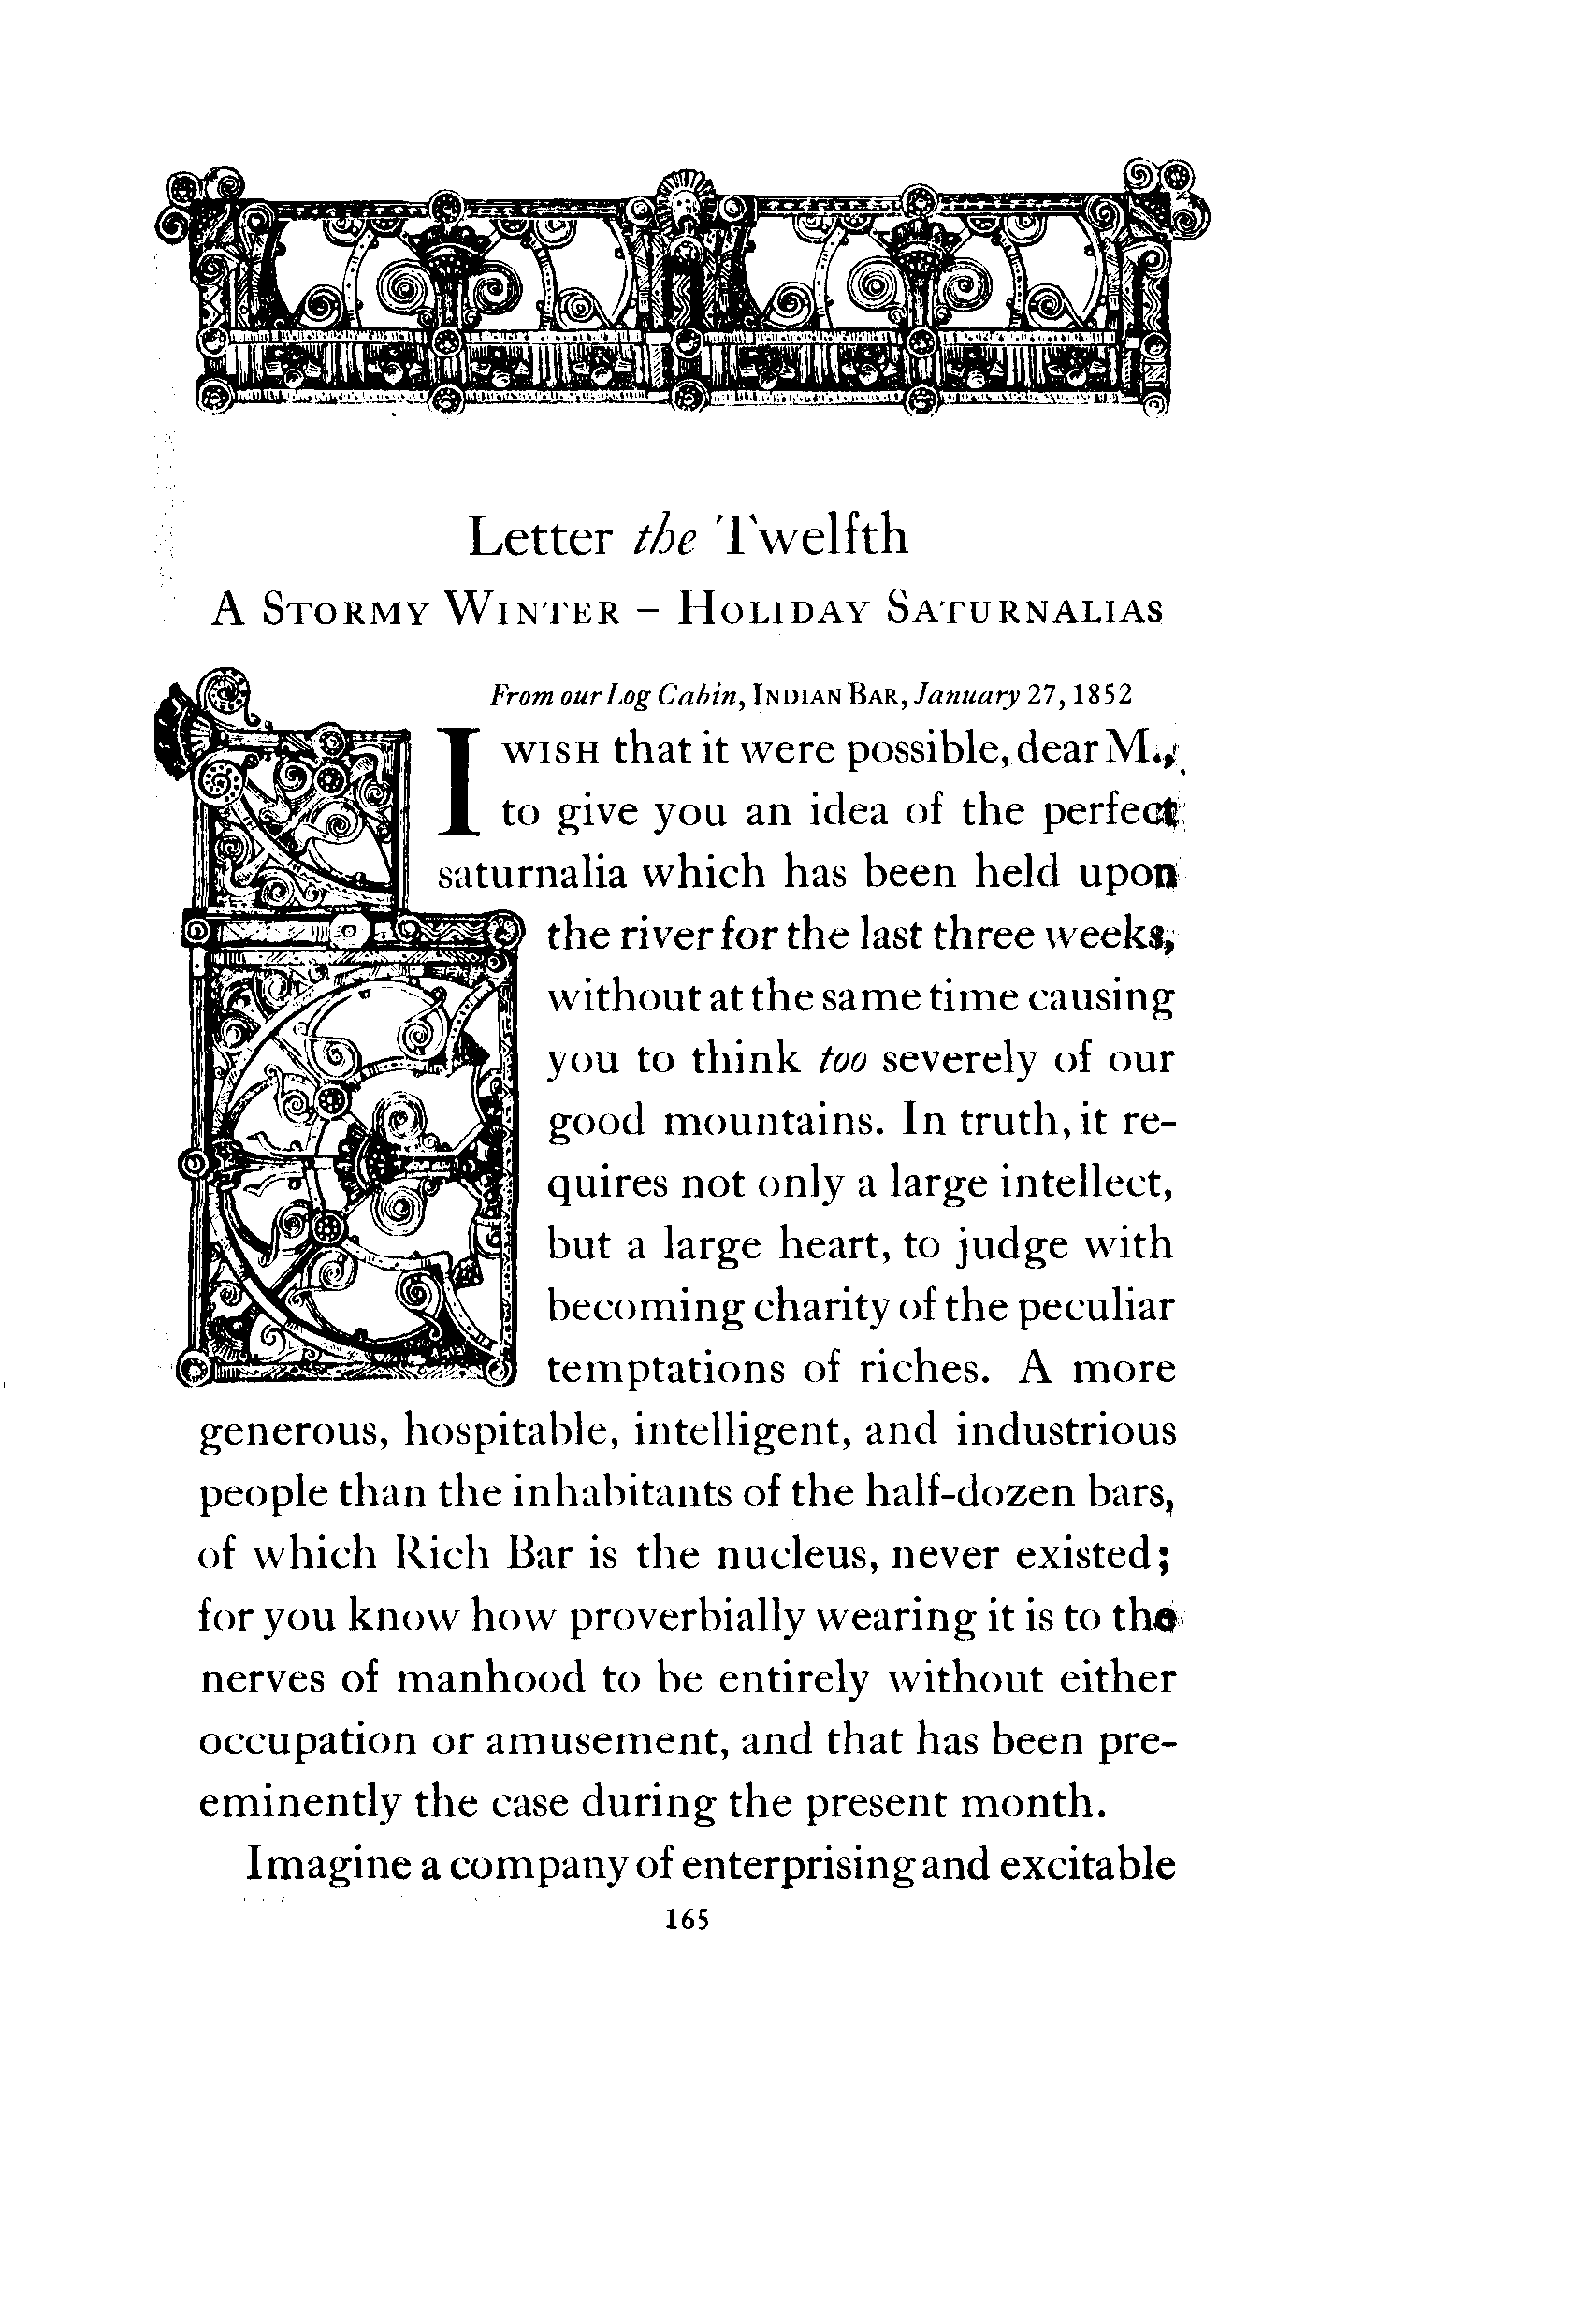 Letter the Twelfth
A STORMY WINTER – HOLIDAY SATURNALIAS
From our Log Cabin, INDIAN BAR, January 27, 1852
I WISH that it were possible, dear M.,
to give you an idea of the perfect
saturnalia which has been held upon
the river for the last three weeks,
without at the same time causing
you to think too severely of our
good mountains. In truth, it re-
quires not only a large intellect,
but a large heart, to judge with
becoming charity of the peculiar
temptations of riches. A more
generous, hospitable, intelligent, and industrious
people than the inhabitants of the half-dozen bars,
of which Rich Bar is the nucleus, never existed;
for you know how proverbially wearing it is to the
nerves of manhood to be entirely without either
occupation or amusement, and that has been pre-
eminently the case during the present month.
Imagine a company of enterprising and excitable
165